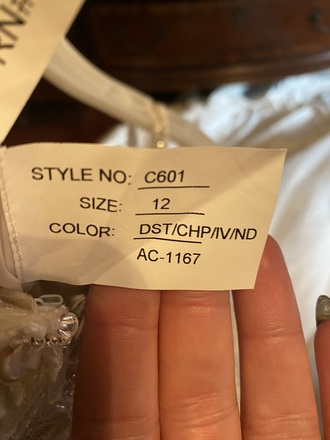 STYLE NO: C601
SIZE: 12
COLOR: DST/CHP/IV/ND
AC-1167